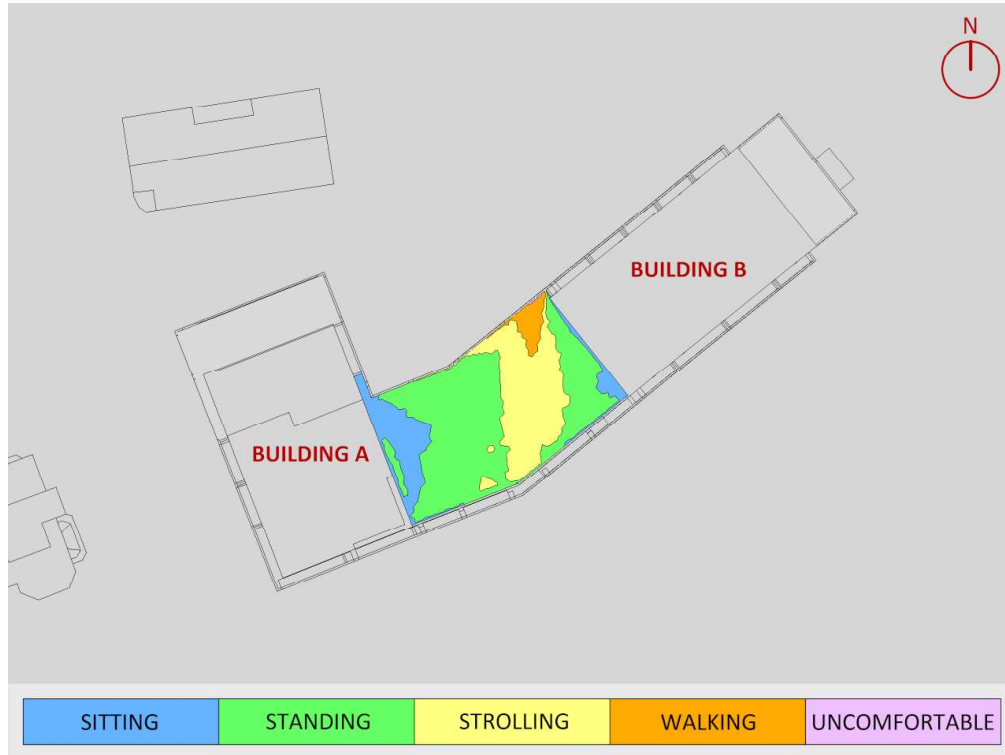 N
BUILDING B
BUILDING A
SITTING STANDING STROLLING WALKING UNCOMFORTABLE